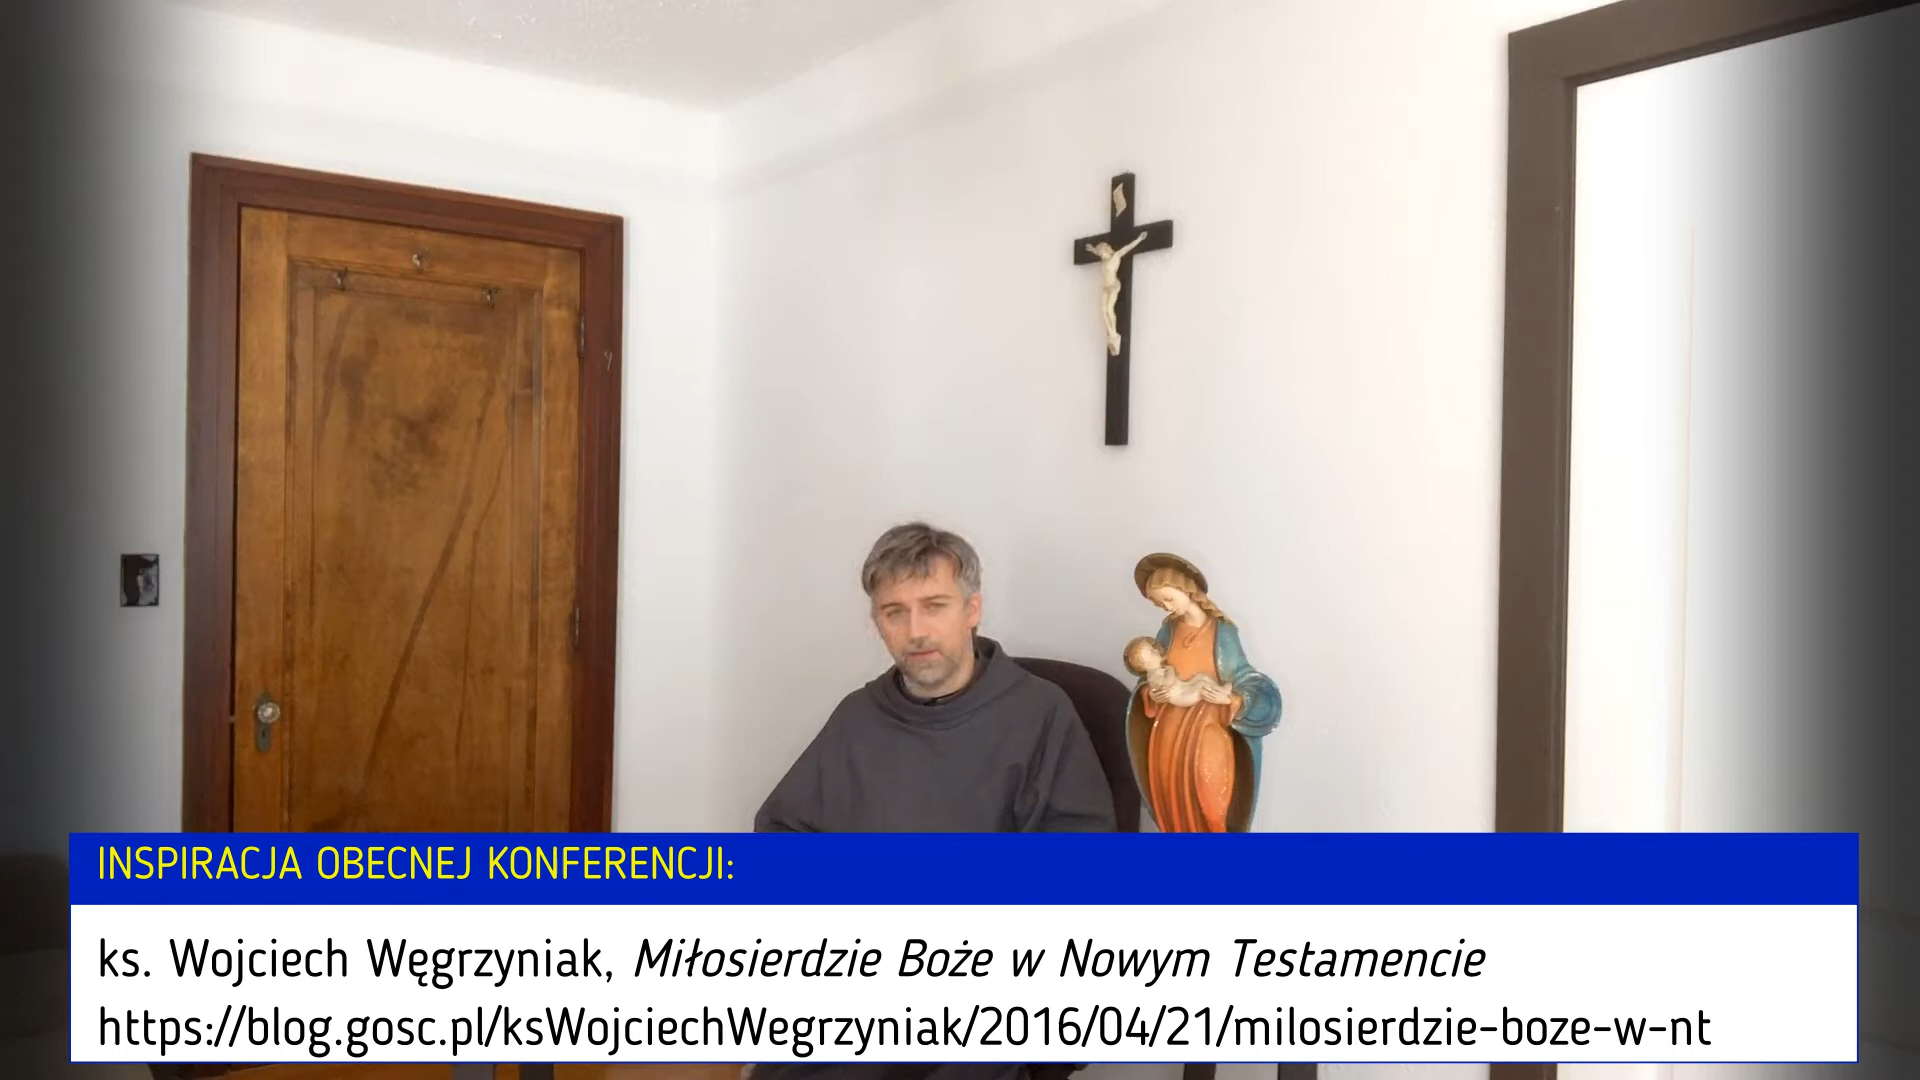 INSPIRACJA OBECNEJ KONFERENCJI:
ks. Wojciech Węgrzyniak, Miłosierdzie Boże w Nowym Testamencie
https://blog.gosc.pl/ksWojciechWegrzyniak/2016/04/21/milosierdzie-boze-w-nt